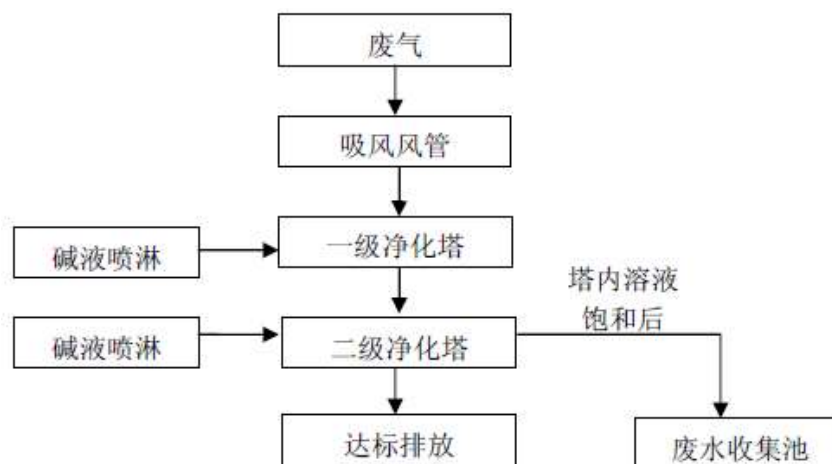 废气
吸风风管
一级净化塔
碱液喷淋
塔内溶液
饱和后
二级净化塔
碱液喷淋
达标排放
废水收集池